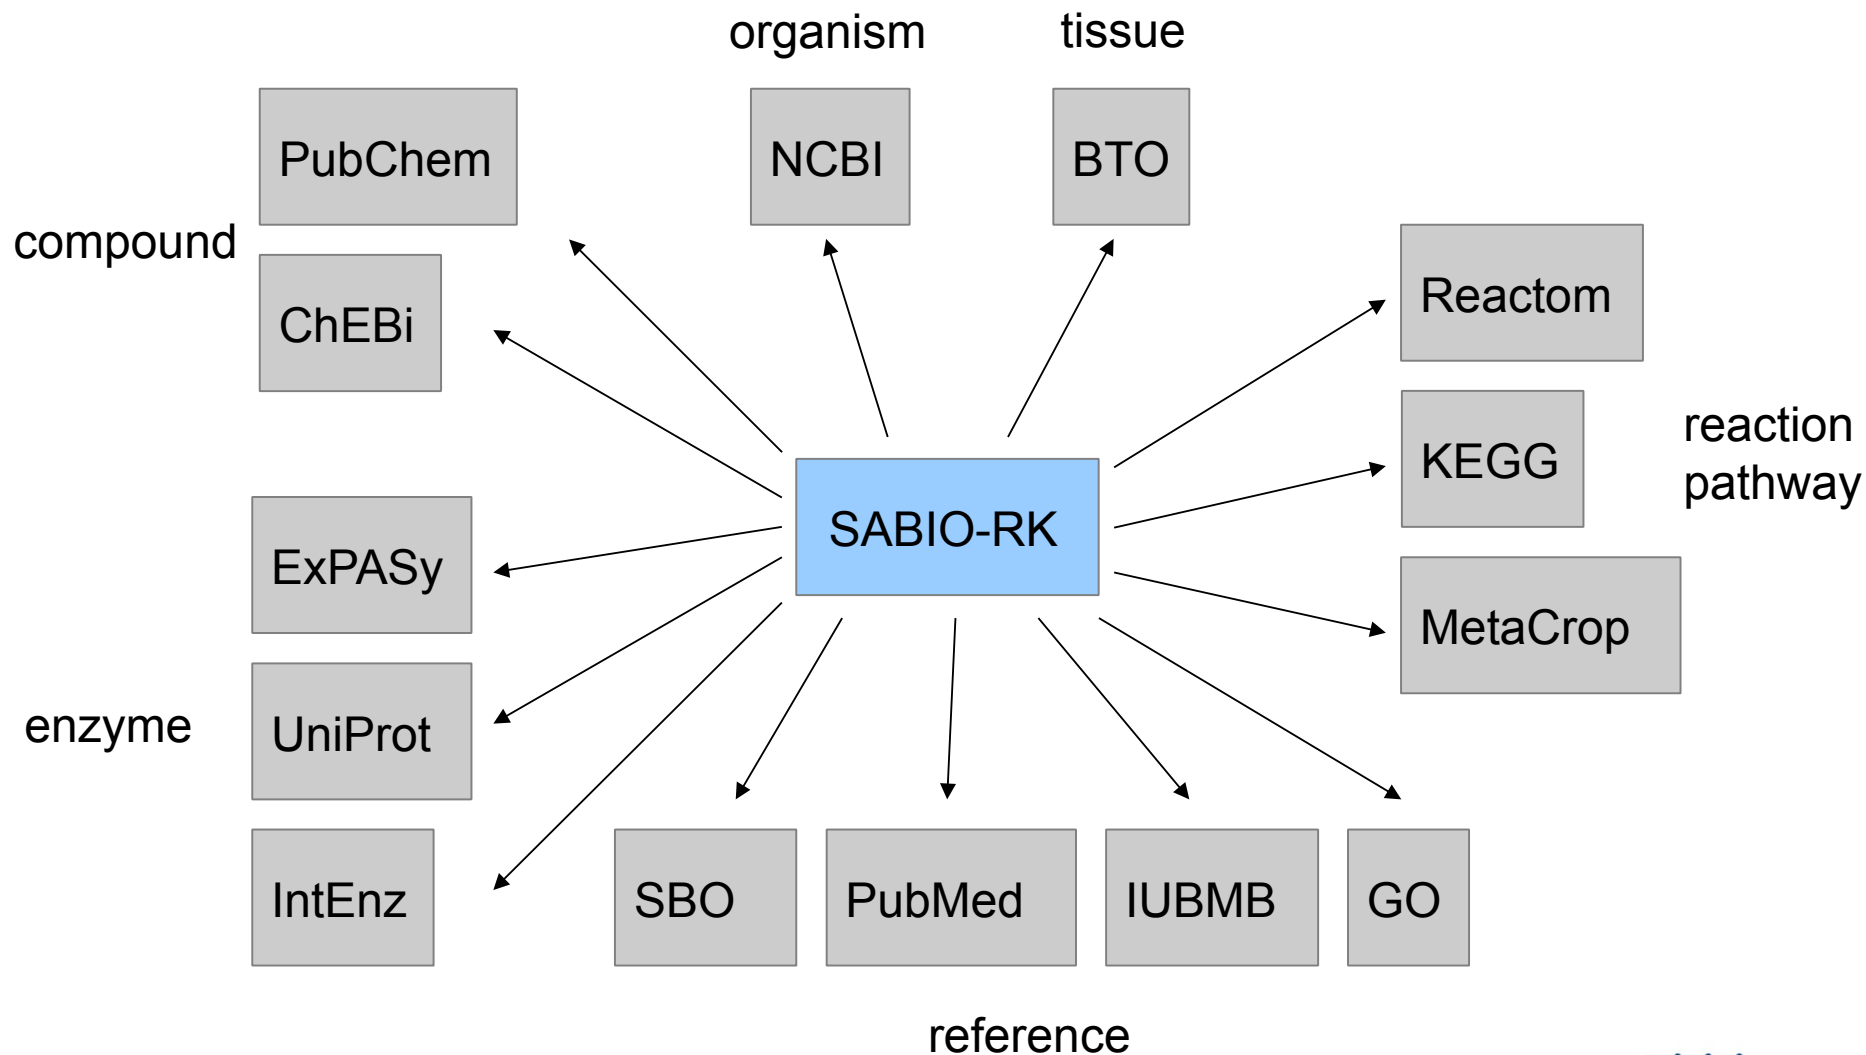 organism
tissue
PubChem
NCBI
BTO
compound
ChEBi
Reactom
KEGG
reaction
pathway
SABIO-RK
ExPASy
MetaCrop
enzyme
UniProt
IntEnz
SBO
PubMed
IUBMB
GO
reference